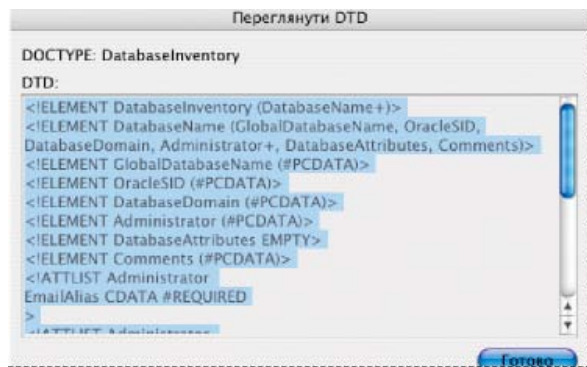 Переглянути DTD
DOCTYPE: DatabaseInventory
DTD:
<!ELEMENT DatabaseInventory (DatabaseName+)>
<!ELEMENT DatabaseName (GlobalDatabaseName, OracleSID,
DatabaseDomain, Administrator+, DatabaseAttributes, Comments)>
<!ELEMENT GlobalDatabaseName (#PCDATA)>
<!ELEMENT OracleSID (#PCDATA)>
<!ELEMENT DatabaseDomain (#PCDATA)>
<!ELEMENT Administrator (#PCDATA)>
<!ELEMENT DatabaseAttributes EMPTY>
<!ELEMENT Comments (#PCDATA)>
<!ATTLIST Administrator
EmailAlias CDATA #REQUIRED
>
<!ATTLIST Administrator
Готово